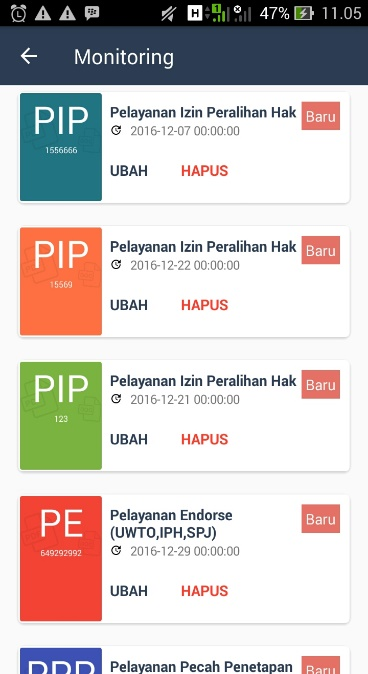 47% 11.05
Monitoring
PIP
1556666
Pelayanan Izin Peralihan Hak
Baru
2016-12-07 00:00:00
UBAH HAPUS
PIP
15569
Pelayanan Izin Peralihan Hak
Baru
2016-12-22 00:00:00
UBAH HAPUS
PIP
123
Pelayanan Izin Peralihan Hak
Baru
2016-12-21 00:00:00
UBAH HAPUS
PE
649292992
Pelayanan Endorse
(UWTO,IPH,SPJ)
Baru
2016-12-29 00:00:00
UBAH HAPUS
PPP
Pelayanan Pecah Penetapan
Baru